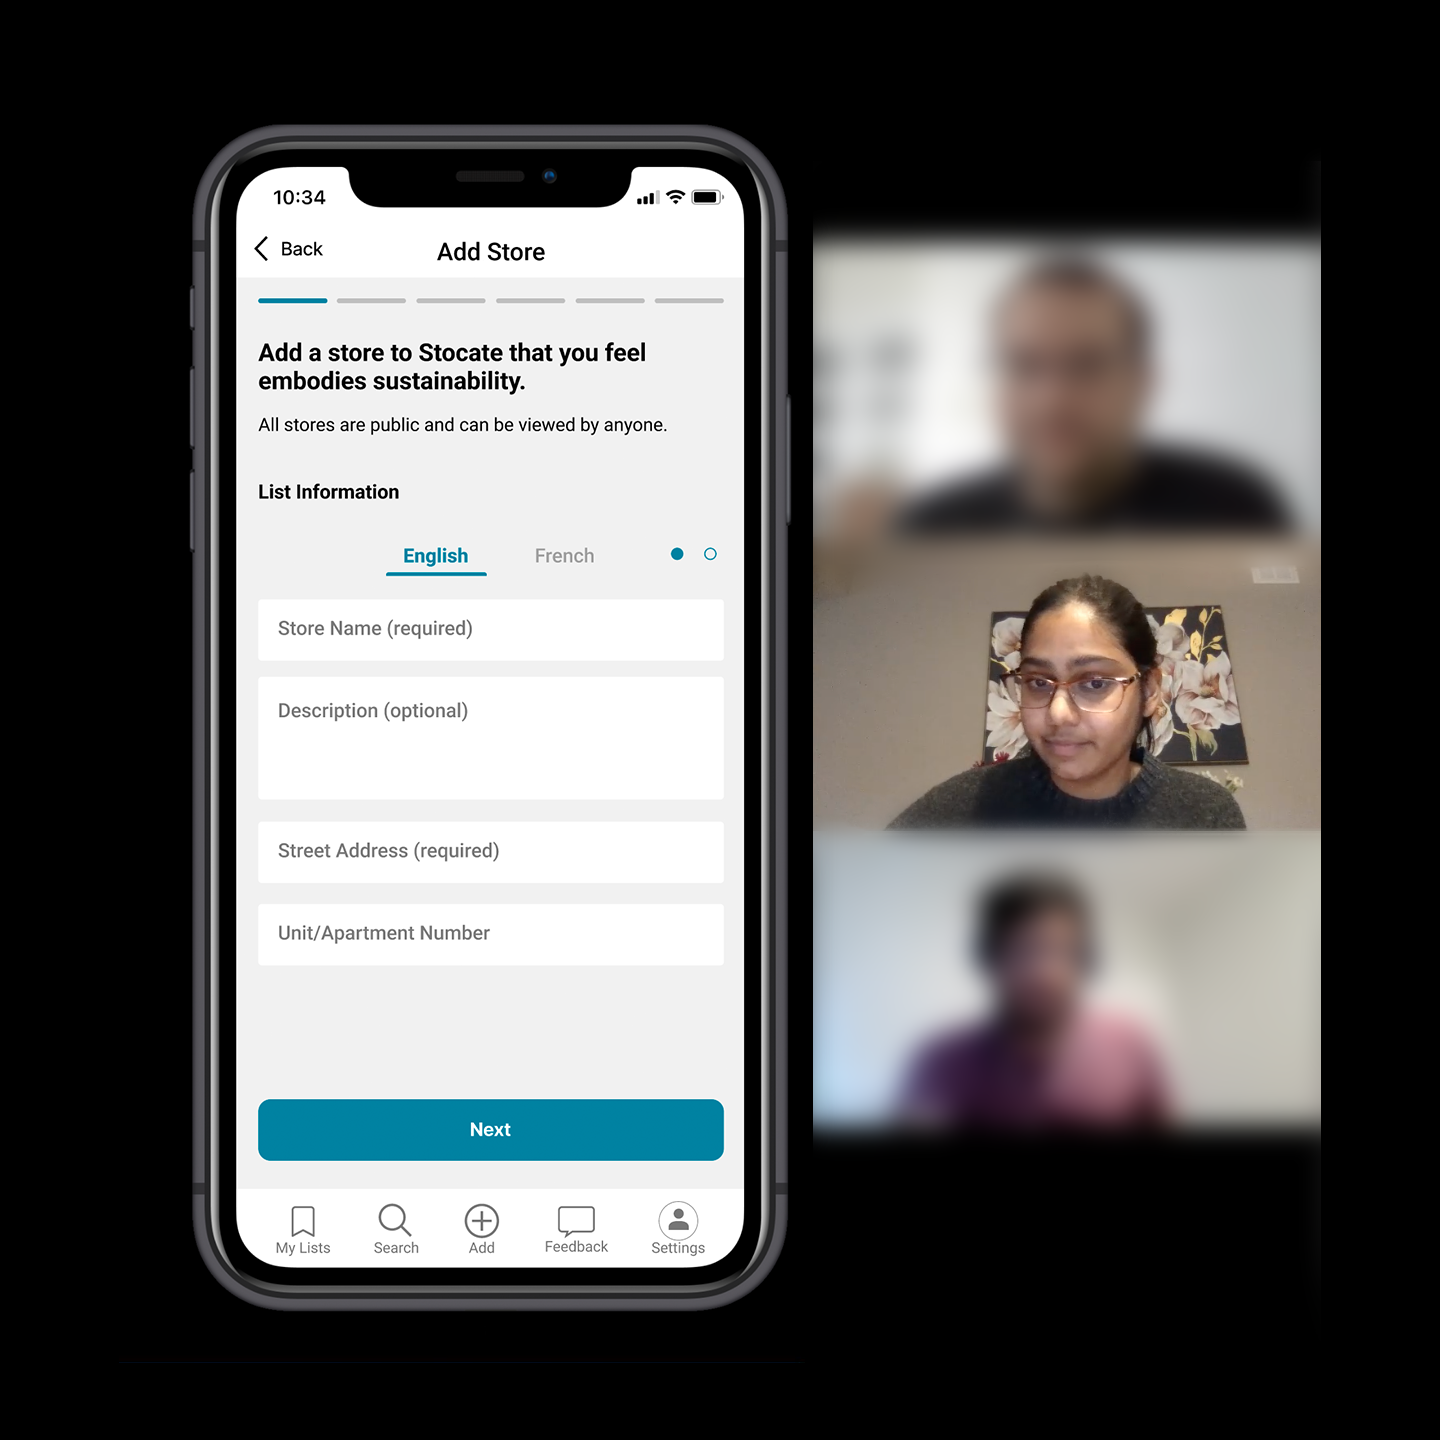 10:34
Back
Add Store
Add a store to Stocate that you feel
embodies sustainability.
All stores are public and can be viewed by anyone.
List Information
English
French
Store Name (required)
Description (optional)
Street Address (required)
Unit/Apartment Number
Next
My Lists
Search
Add
Feedback
Settings